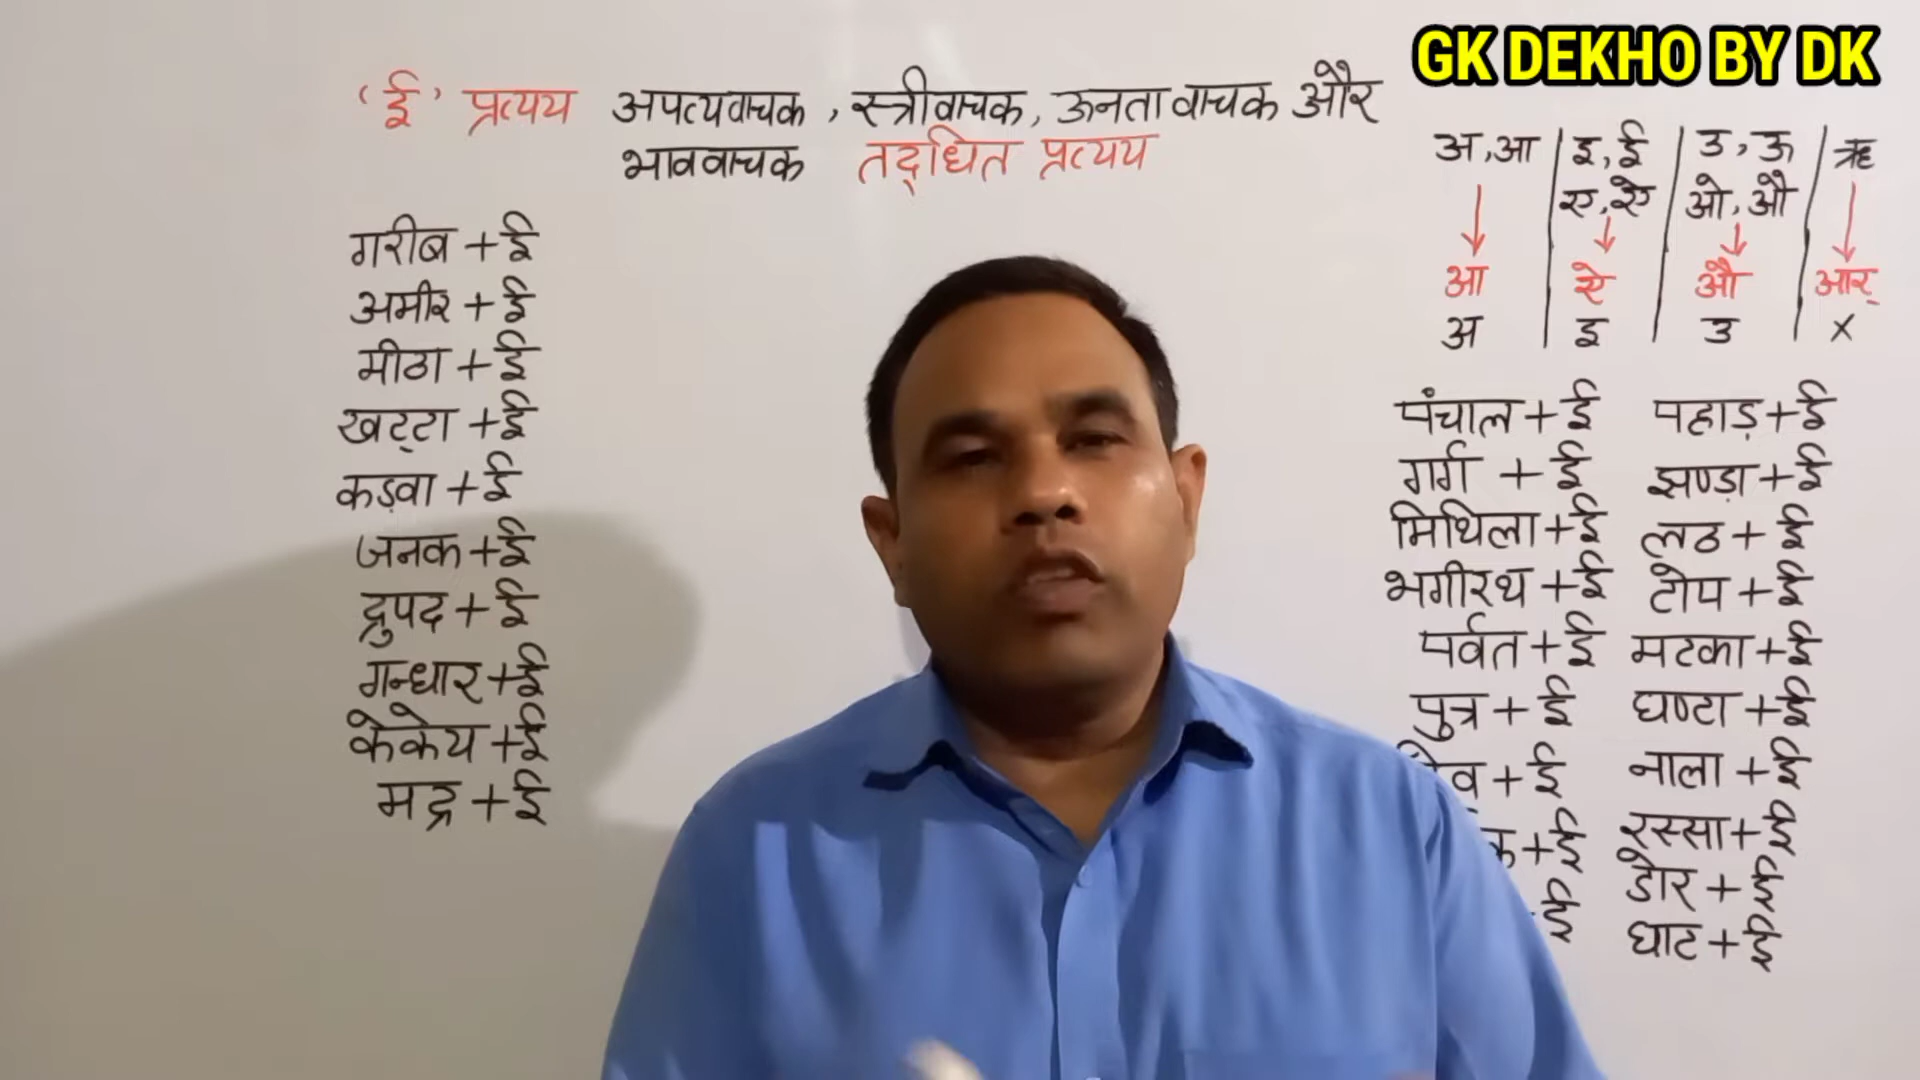 GK DEKHO BY DK
'ई' प्रत्यय अपत्यवाचक, स्त्रीवाचक, ऊनतावाचक और
भाववाचक तद्धित प्रत्यय
गरीब + ई
अमीर + ई
मीठा + ई
खट्टा + ई
कड़वा + ई
जनक + ई
द्रुपद + ई
गन्धार + ई
केकेय + ई
मद्र + ई
अ, आ | इ, ई | उ, ऊ | ऋ
ए, ऐ | ओ, औ
↓ ↓ ↓ ↓
आ ऐ औ आर्
अ इ उ ×
पंचाल + ई
गर्ग + ई
मिथिला + ई
भगीरथ + ई
पर्वत + ई
पुत्र + ई
व + ई
क + ई
ई
पहाड़ + ई
झण्ड़ा + ई
लठ + ई
टोप + ई
मटका + ई
घण्टा + ई
नाला + ई
रस्सा + ई
डोर + ई
घाट + ई